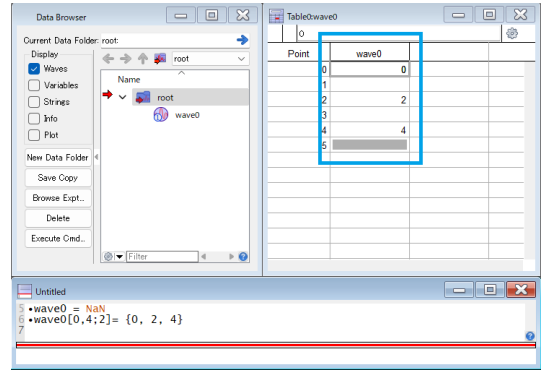 Data Browser
Current Data Folder: root:
Display
Waves
Variables
Strings
Info
Plot
New Data Folder
Save Copy
Browse Expt...
Delete
Execute Cmd...
root
Name
root
wave0
Filter
Table0:wave0
0
Point wave0
0 0
1
2 2
3
4 4
5
Untitled
5 •wave0 = NaN
6 •wave0[0,4;2]= {0, 2, 4}
7